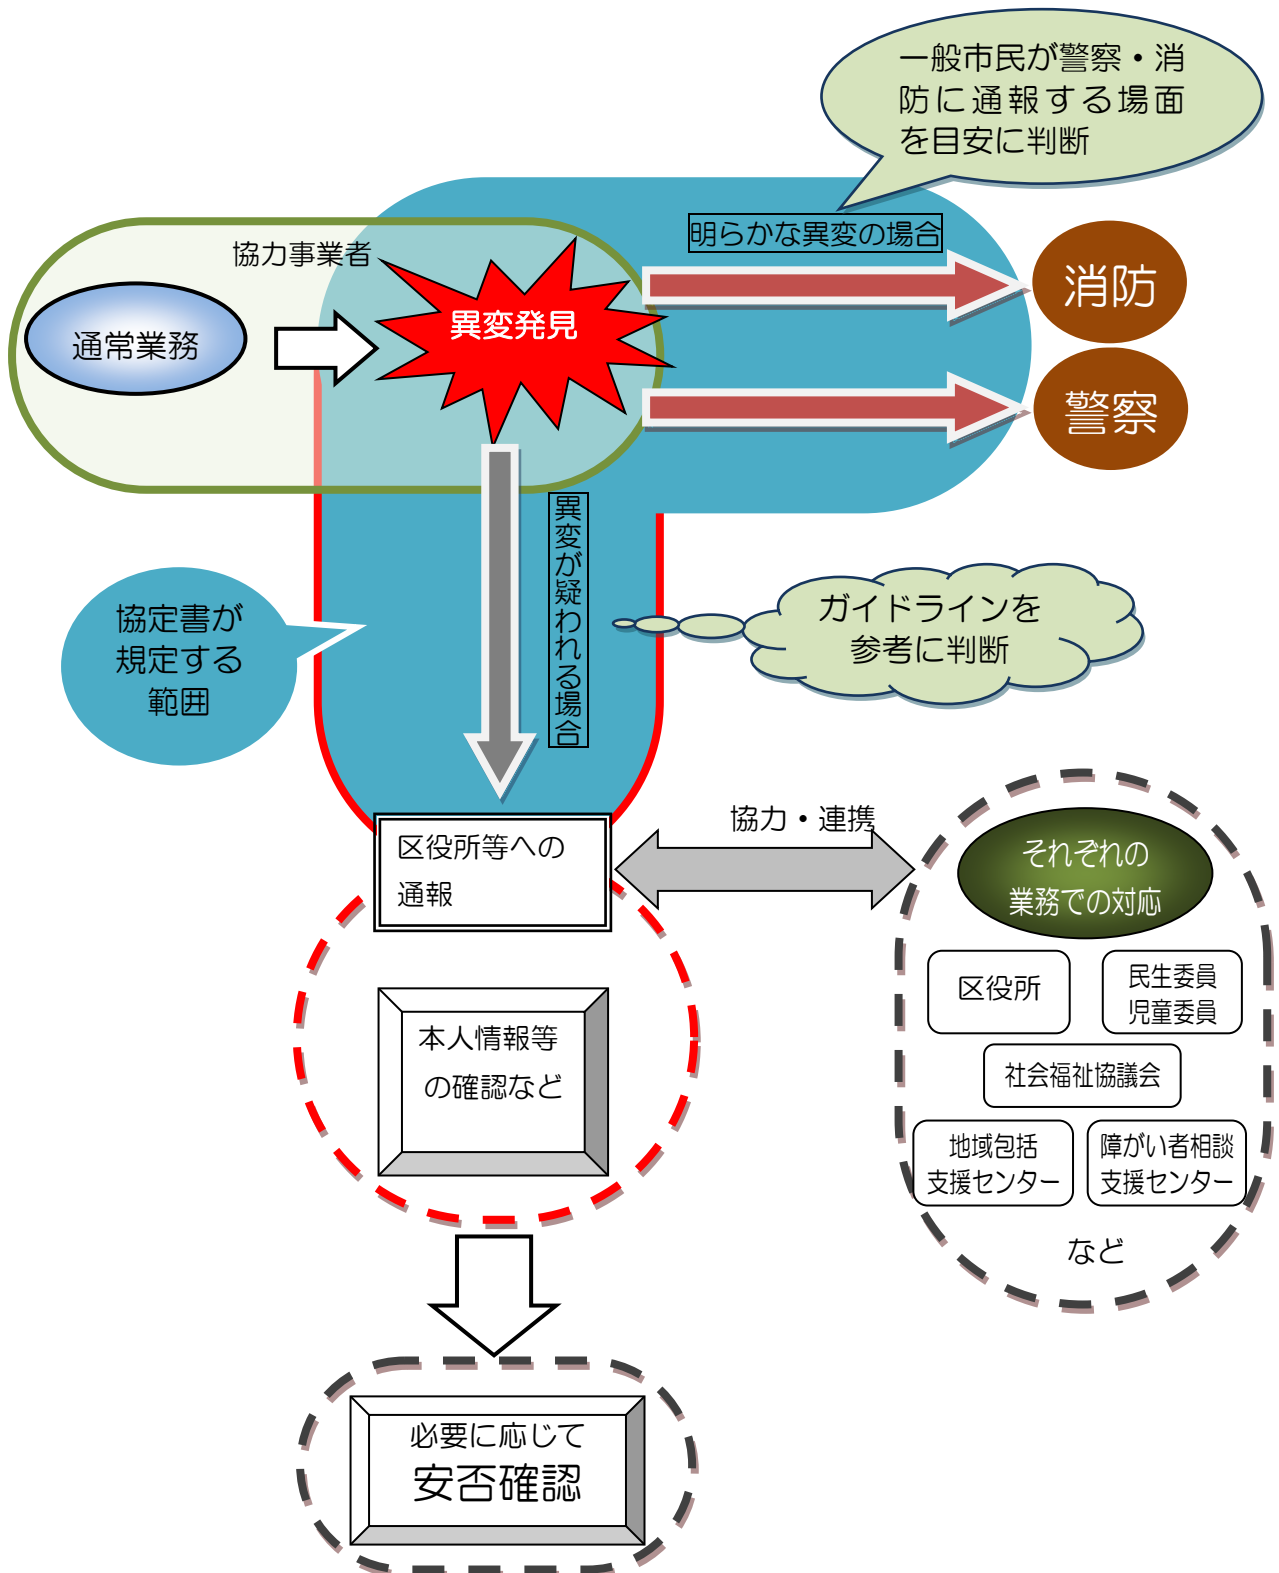 一般市民が警察・消
防に通報する場面
を目安に判断
明らかな異変の場合
協力事業者
消防
異変発見
通常業務
警察
異変が疑われる場合
協定書が
規定する
範囲
ガイドラインを
参考に判断
協力・連携
区役所等への
通報
それぞれの
業務での対応
区役所
民生委員
児童委員
本人情報等
の確認など
社会福祉協議会
地域包括
支援センター
障がい者相談
支援センター
など
必要に応じて
安否確認